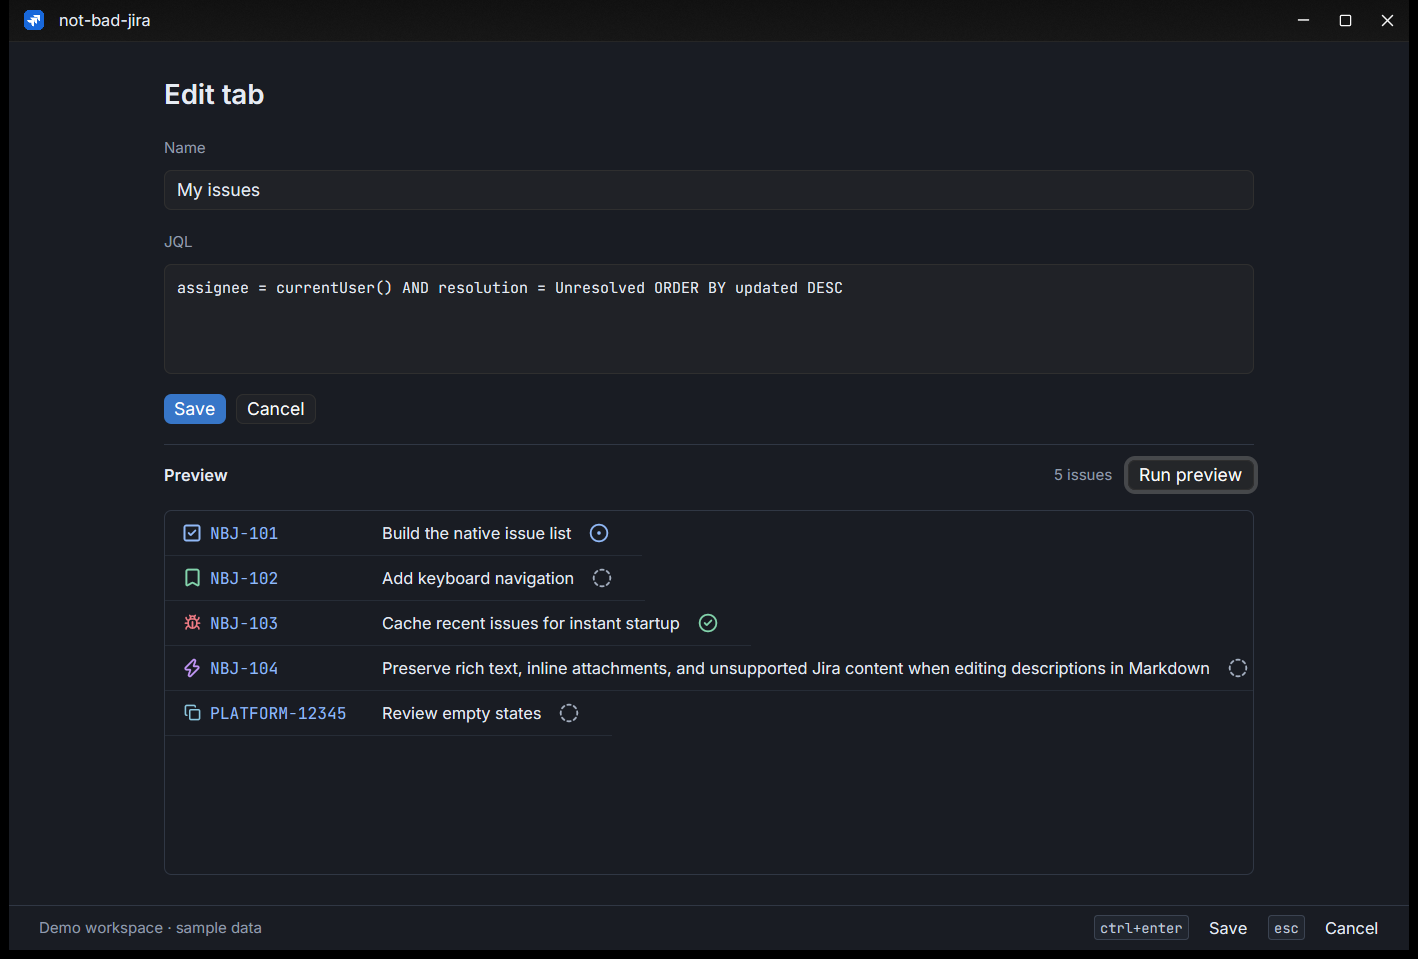 not-bad-jira
Edit tab
Name
My issues
JQL
assignee = currentUser() AND resolution = Unresolved ORDER BY updated DESC
Save Cancel
Preview 5 issues Run preview
NBJ-101 Build the native issue list
NBJ-102 Add keyboard navigation
NBJ-103 Cache recent issues for instant startup
NBJ-104 Preserve rich text, inline attachments, and unsupported Jira content when editing descriptions in Markdown
PLATFORM-12345 Review empty states
Demo workspace · sample data ctrl+enter Save esc Cancel